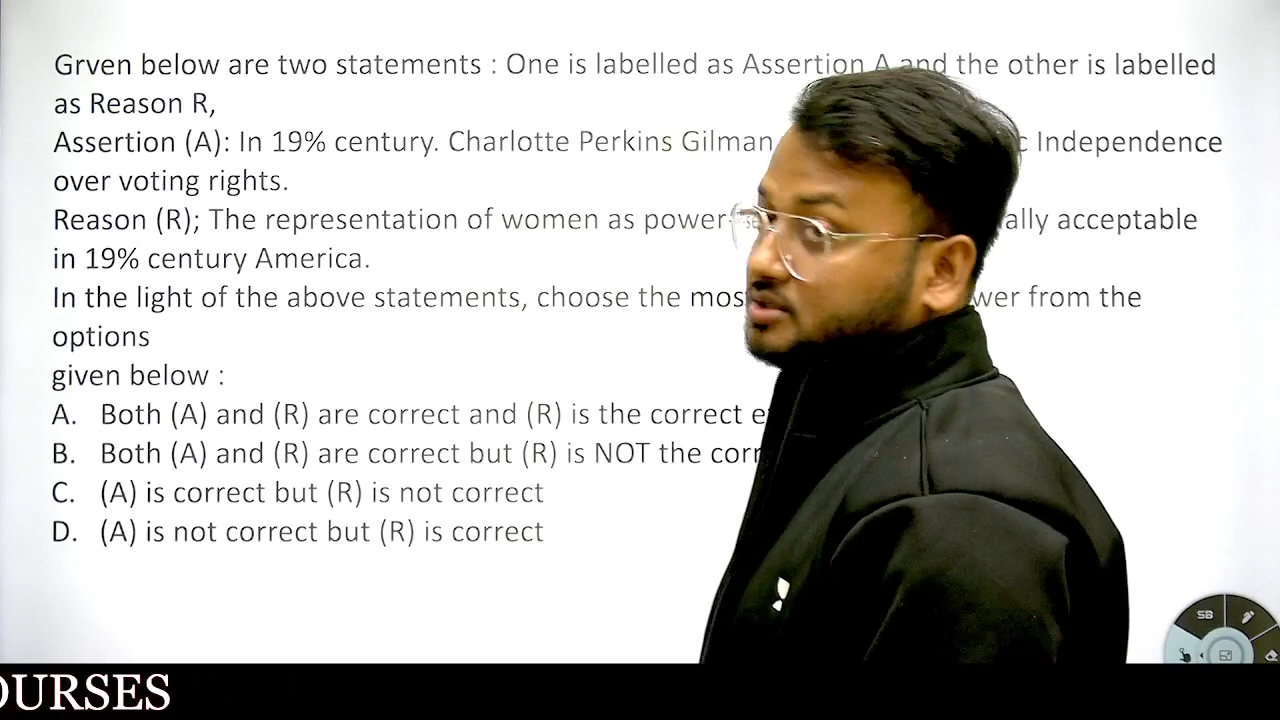 Grven below are two statements : One is labelled as Assertion A and the other is labelled
as Reason R,
Assertion (A): In 19% century. Charlotte Perkins Gilman Independence
over voting rights.
Reason (R); The representation of women as power acceptable
in 19% century America.
In the light of the above statements, choose the from the
options
given below :
A. Both (A) and (R) are correct and (R) is the correct
B. Both (A) and (R) are correct but (R) is NOT the
C. (A) is correct but (R) is not correct
D. (A) is not correct but (R) is correct
SB
OURSES